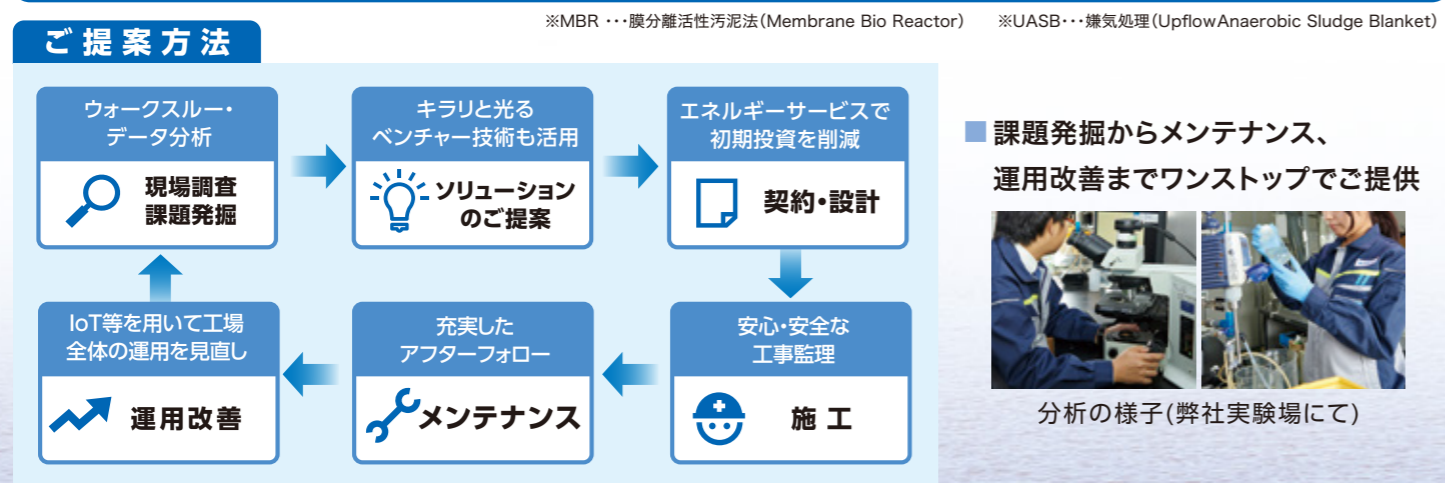 ※MBR ･･･膜分離活性汚泥法(Membrane Bio Reactor)　※UASB･･･嫌気処理(UpflowAnaerobic Sludge Blanket)
ご提案方法
ウォークスルー・
データ分析
現場調査
課題発掘
キラリと光る
ベンチャー技術も活用
ソリューション
のご提案
エネルギーサービスで
初期投資を削減
契約・設計
安心・安全な
工事監理
施工
充実した
アフターフォロー
メンテナンス
IoT等を用いて工場
全体の運用を見直し
運用改善
■課題発掘からメンテナンス、
運用改善までワンストップでご提供
分析の様子(弊社実験場にて)